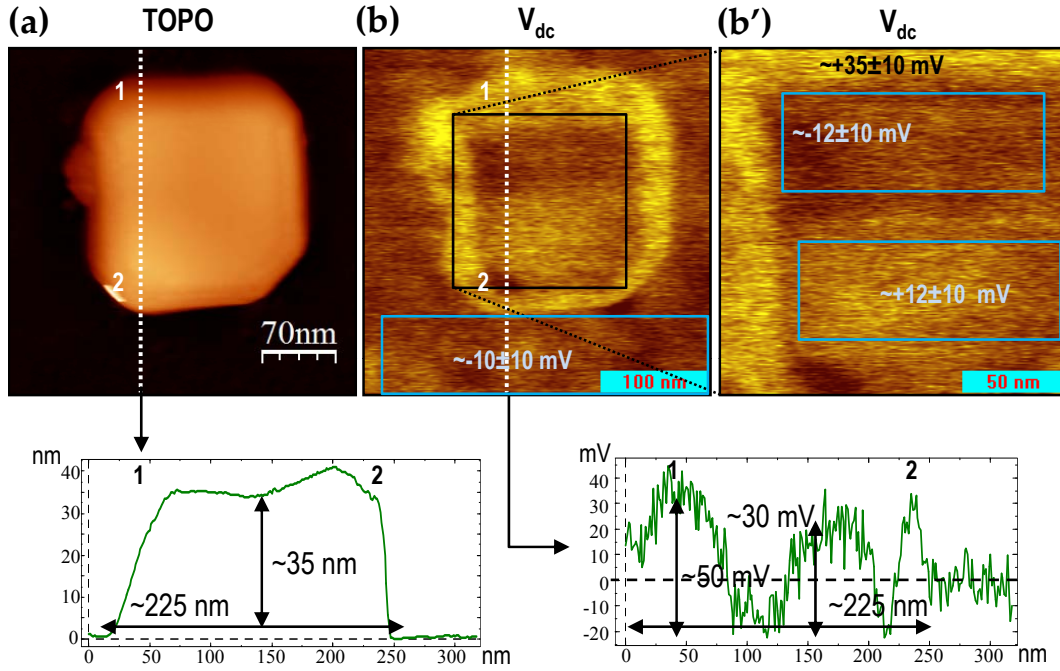 (a) TOPO (b) Vdc (b') Vdc
1
2
70nm
1
2
~-10±10 mV
100 nm
~+35±10 mV
~-12±10 mV
~+12±10 mV
50 nm
nm
40
30
20
10
0
1
2
~35 nm
~225 nm
0 50 100 150 200 250 300
nm
mV
40
30
20
10
0
-10
-20
1
2
~30 mV
~50 mV
~225 nm
0 50 100 150 200 250 300
nm